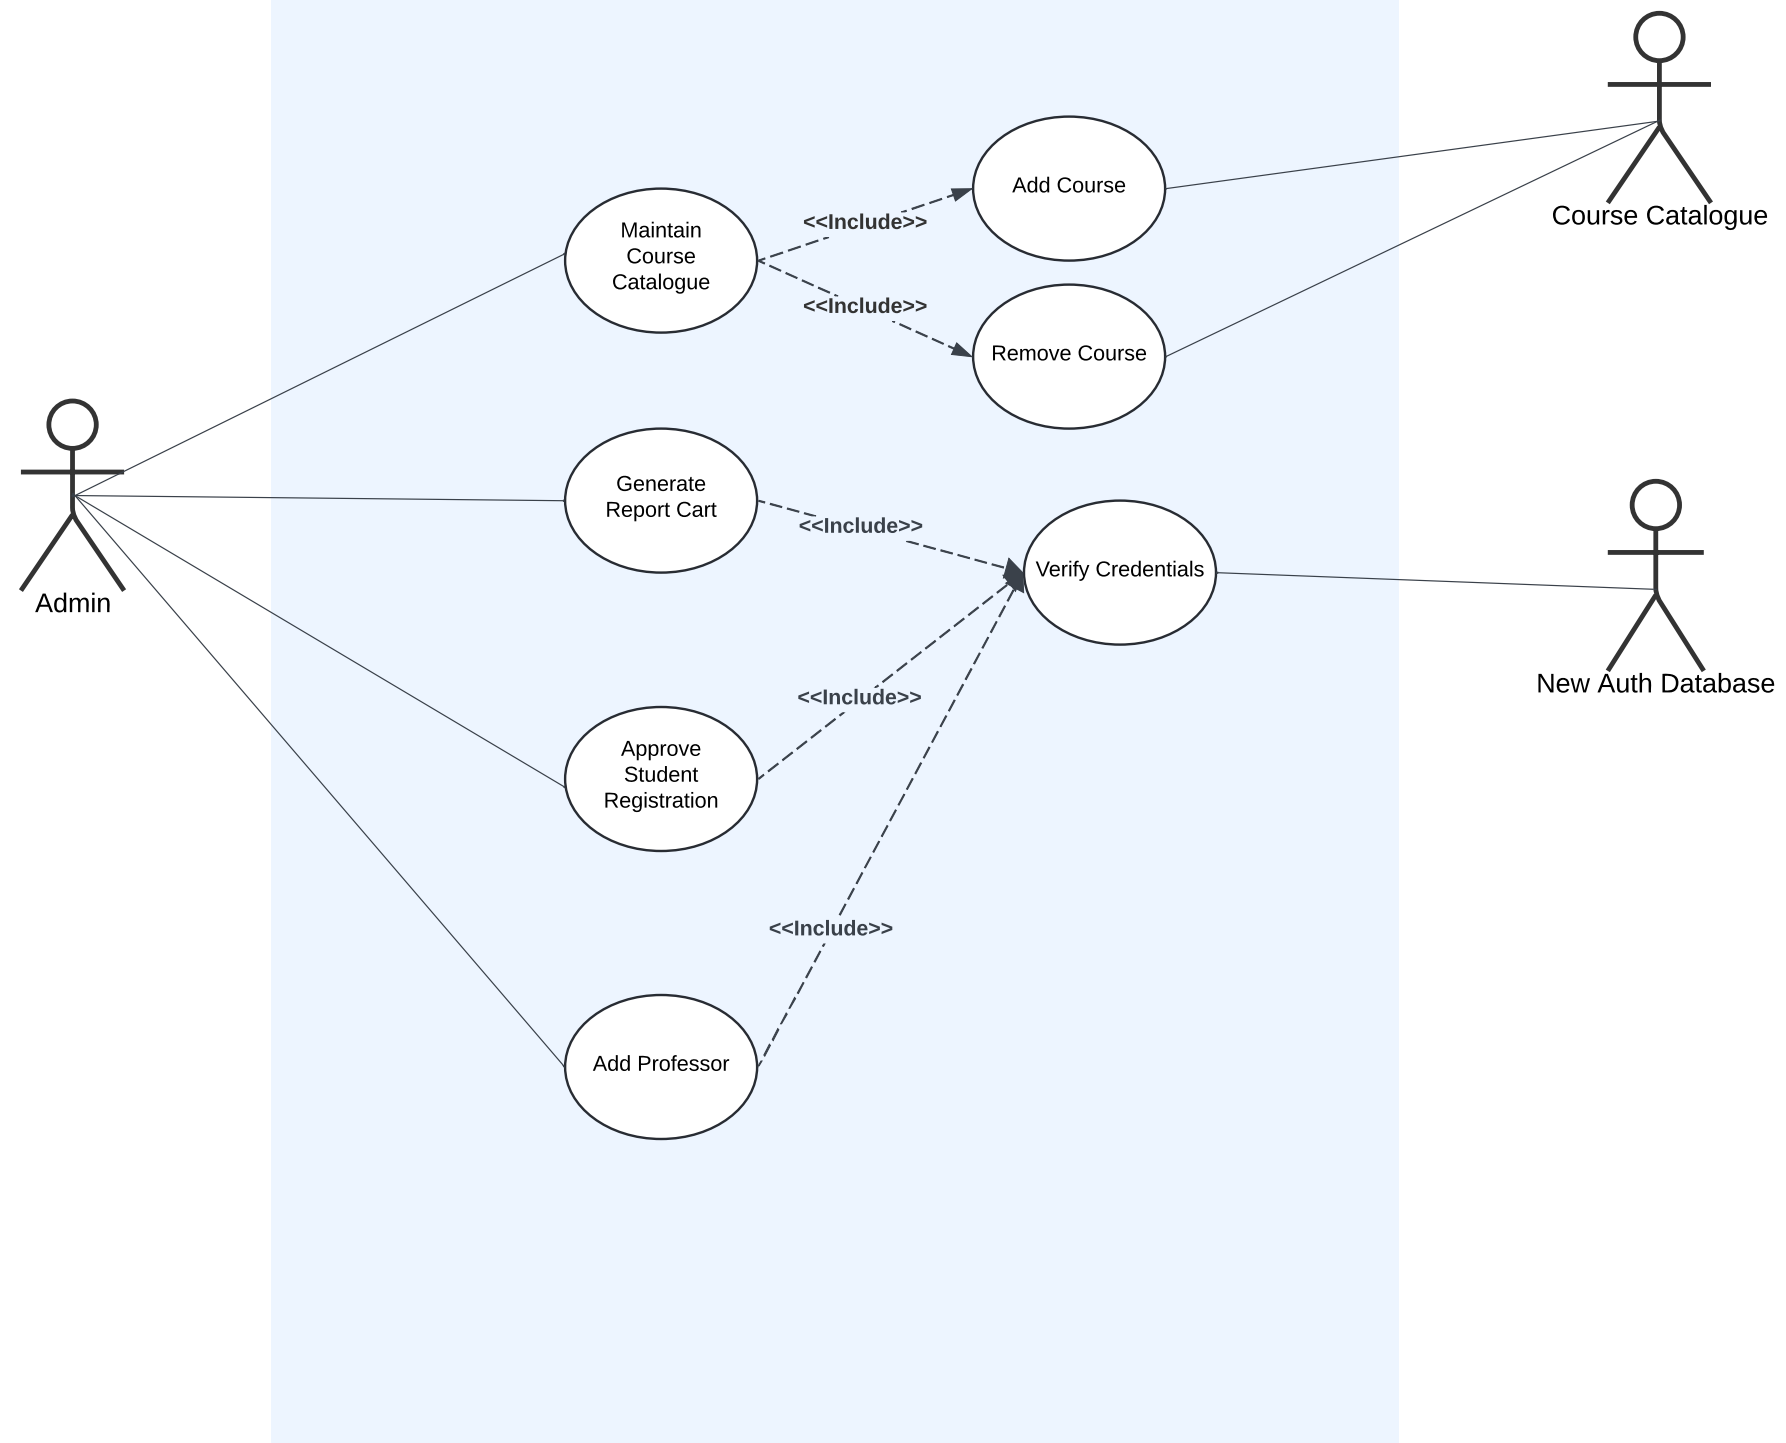 Course Catalogue
Add Course
<<Include>>
Maintain
Course
Catalogue
<<Include>>
Remove Course
Generate
Report Cart
<<Include>>
Verify Credentials
Admin
New Auth Database
<<Include>>
Approve
Student
Registration
<<Include>>
Add Professor